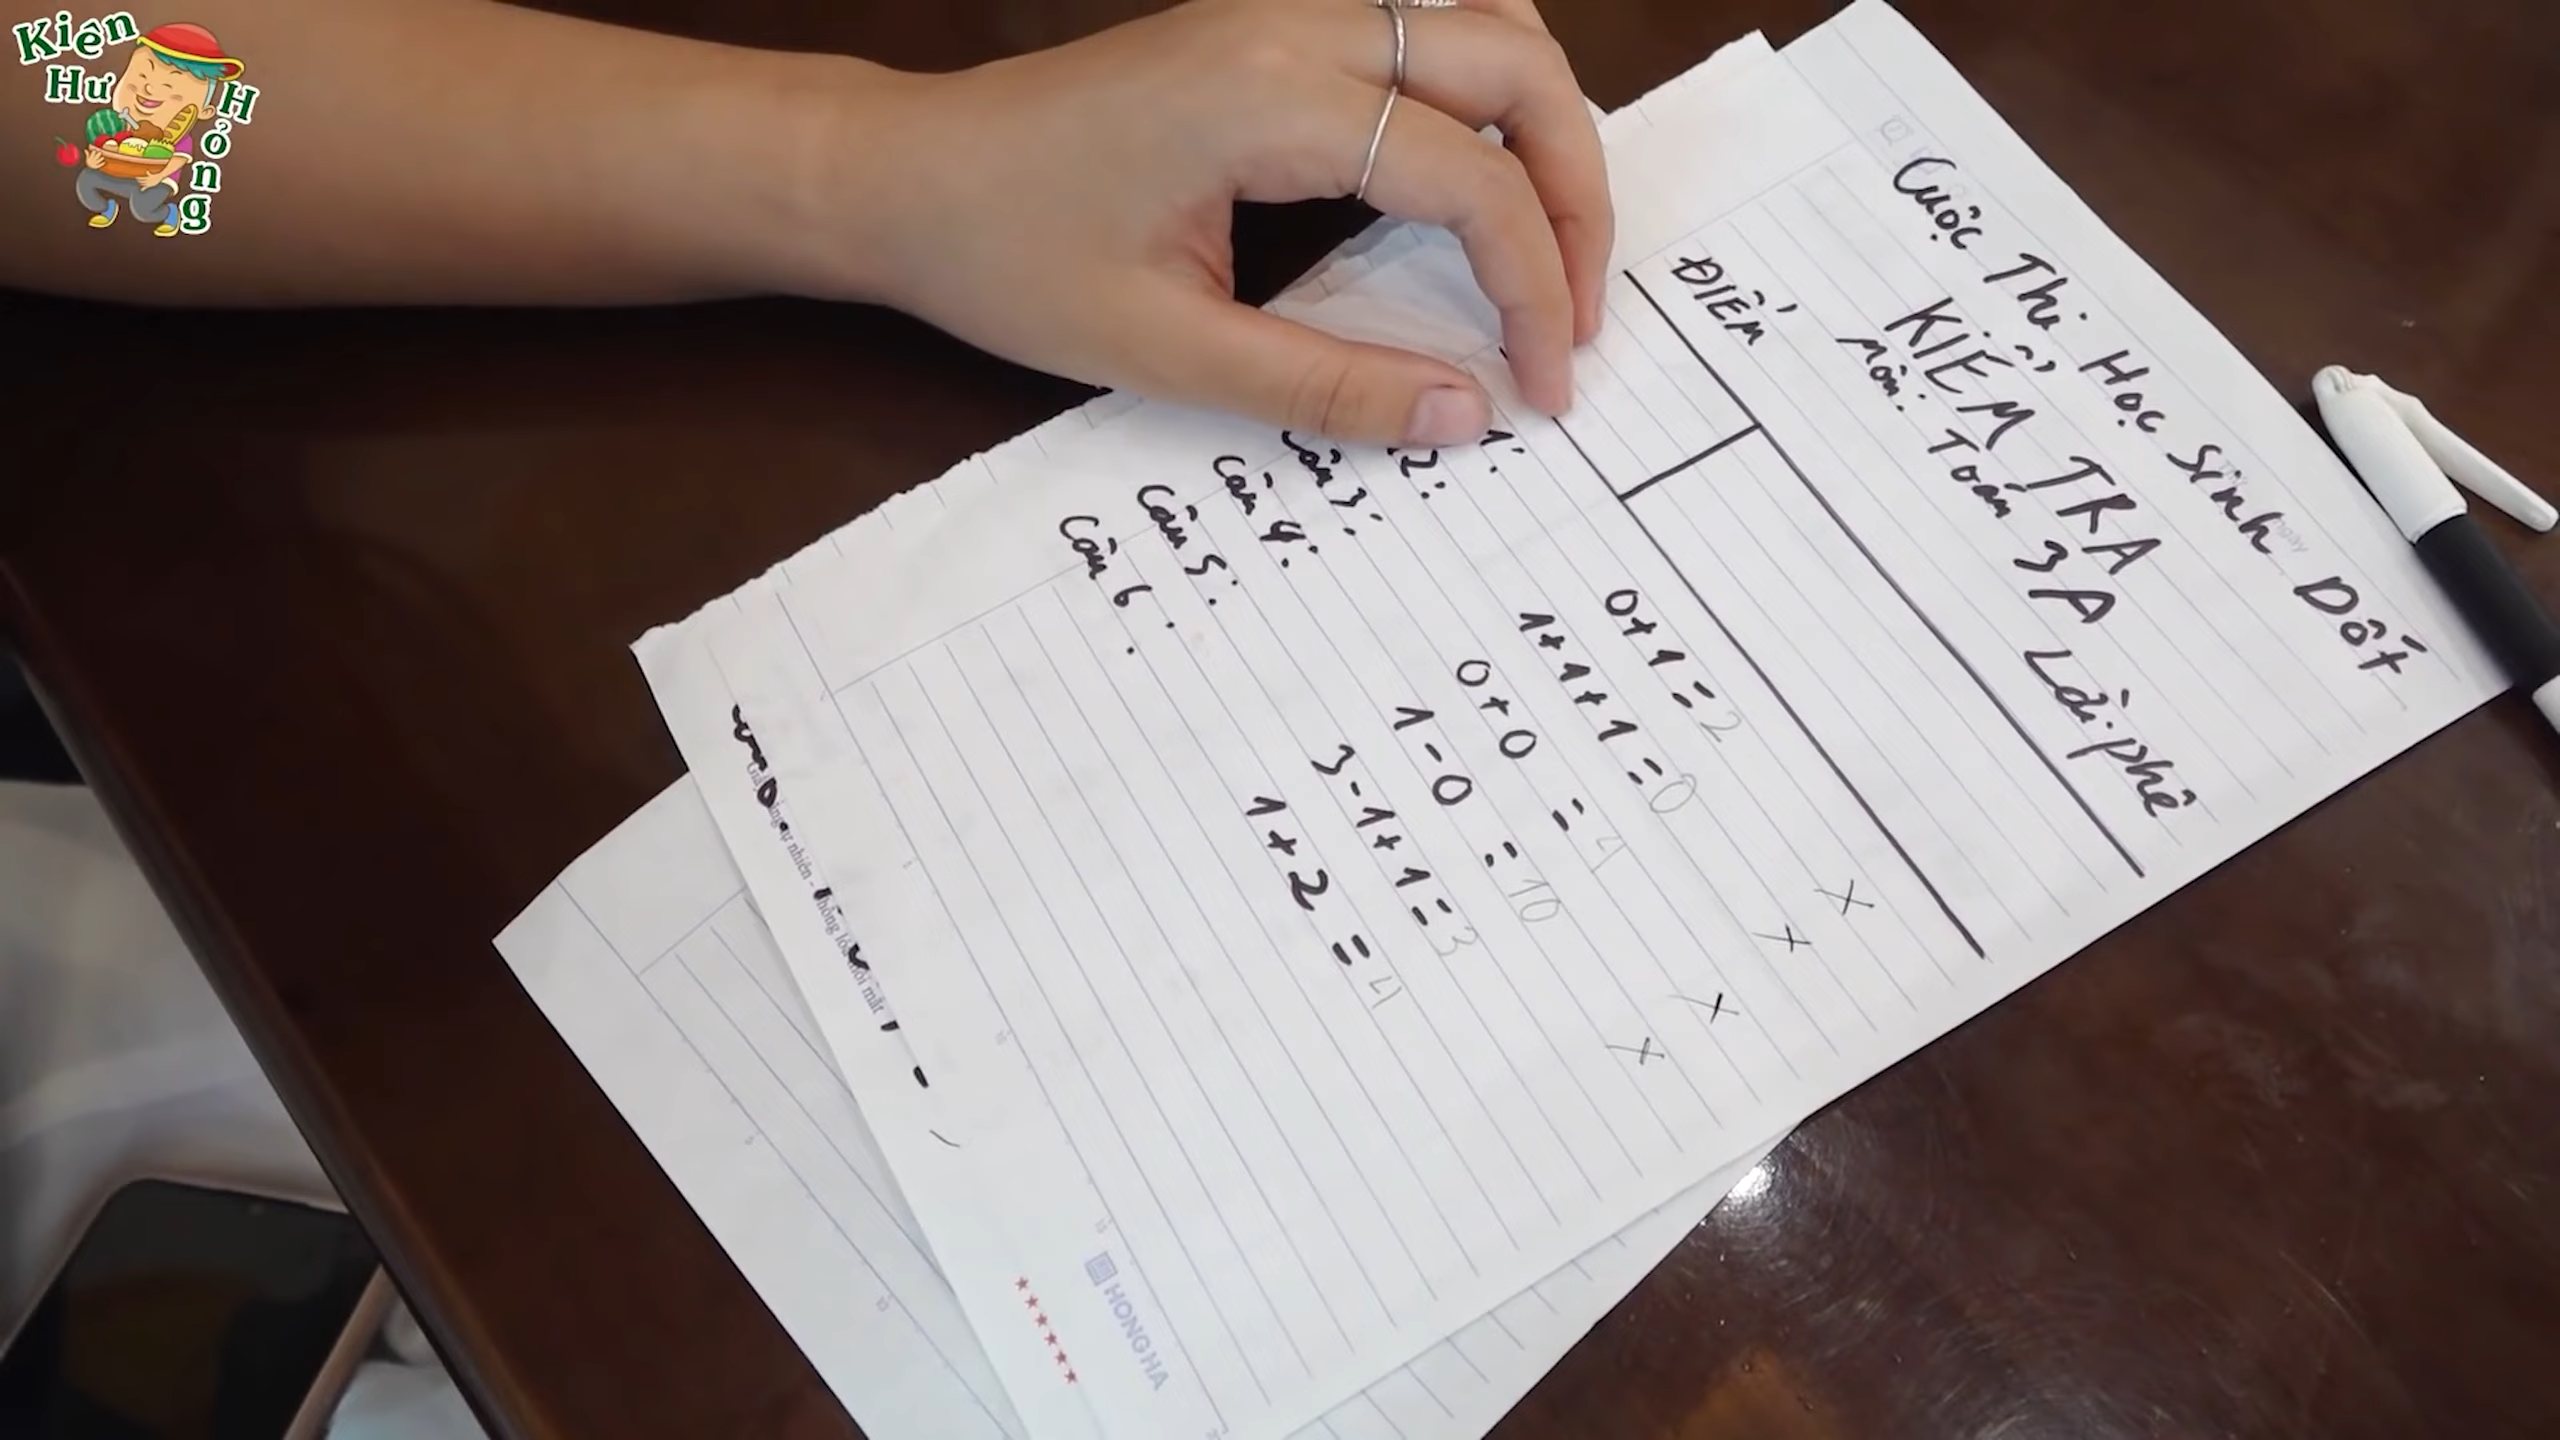 Kiên
Hư
Hỏng
Cuộc Thi Học Sinh Dốt
KIỂM TRA
Môn: Toán 3A
ĐIỂM
Lời phê
1: 0+1=2 X
2: 1+1+1=0 X
Câu 3: 0+0=4 X
Câu 4: 1-0=10 X
Câu 5: 3-1+1=3
Câu 6: 1+2=4
HONG HA